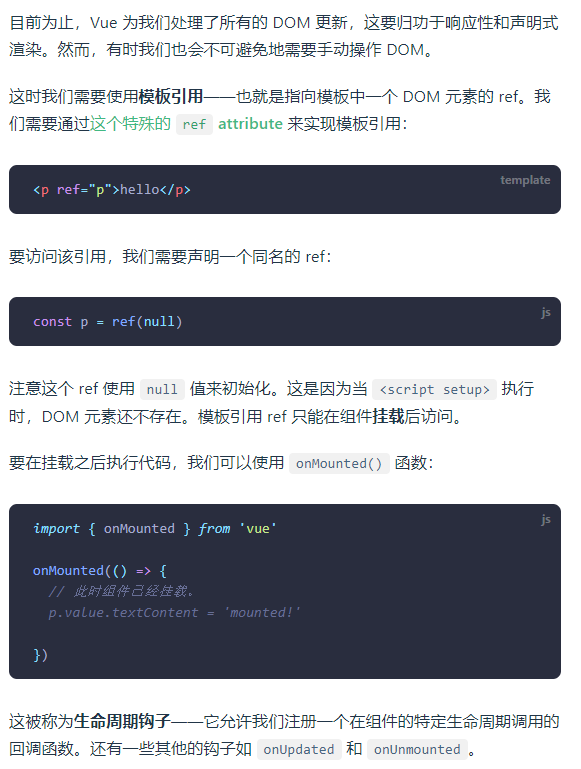 目前为止，Vue 为我们处理了所有的 DOM 更新，这要归功于响应性和声明式
渲染。然而，有时我们也会不可避免地需要手动操作 DOM。
这时我们需要使用模板引用——也就是指向模板中一个 DOM 元素的 ref。我
们需要通过这个特殊的 ref attribute 来实现模板引用：
template
<p ref="p">hello</p>
要访问该引用，我们需要声明一个同名的 ref：
js
const p = ref(null)
注意这个 ref 使用 null 值来初始化。这是因为当 <script setup> 执行
时，DOM 元素还不存在。模板引用 ref 只能在组件挂载后访问。
要在挂载之后执行代码，我们可以使用 onMounted() 函数：
js
import { onMounted } from 'vue'
onMounted(() => {
// 此时组件已经挂载。
p.value.textContent = 'mounted!'
})
这被称为生命周期钩子——它允许我们注册一个在组件的特定生命周期调用的
回调函数。还有一些其他的钩子如 onUpdated 和 onUnmounted 。